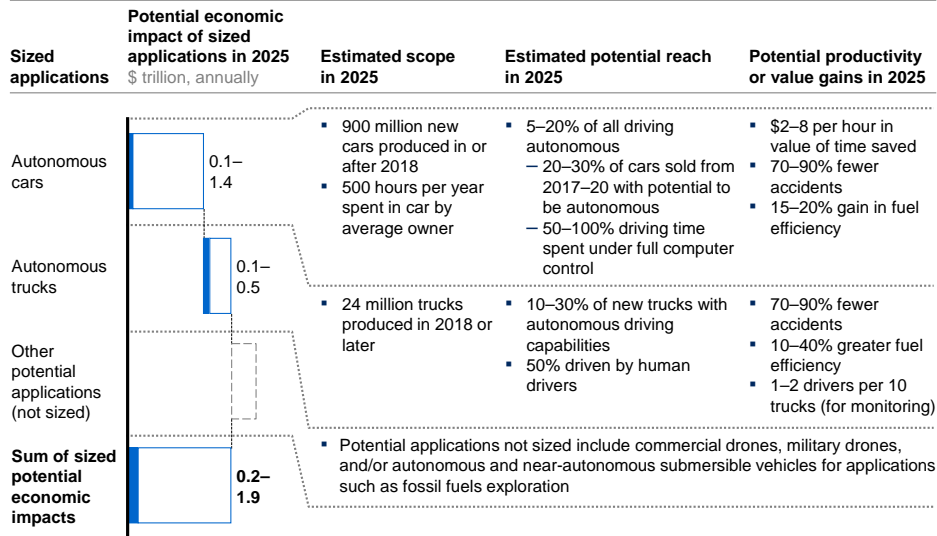 Sized
applications
Potential economic
impact of sized
applications in 2025
$ trillion, annually
Estimated scope
in 2025
Estimated potential reach
in 2025
Potential productivity
or value gains in 2025
Autonomous
cars
0.1–
1.4
▪ 900 million new
cars produced in or
after 2018
▪ 500 hours per year
spent in car by
average owner
▪ 5–20% of all driving
autonomous
– 20–30% of cars sold from
2017–20 with potential to
be autonomous
– 50–100% driving time
spent under full computer
control
▪ $2–8 per hour in
value of time saved
▪ 70–90% fewer
accidents
▪ 15–20% gain in fuel
efficiency
Autonomous
trucks
0.1–
0.5
▪ 24 million trucks
produced in 2018 or
later
▪ 10–30% of new trucks with
autonomous driving
capabilities
▪ 50% driven by human
drivers
▪ 70–90% fewer
accidents
▪ 10–40% greater fuel
efficiency
▪ 1–2 drivers per 10
trucks (for monitoring)
Other
potential
applications
(not sized)
▪ Potential applications not sized include commercial drones, military drones,
and/or autonomous and near-autonomous submersible vehicles for applications
such as fossil fuels exploration
Sum of sized
potential
economic
impacts
0.2–
1.9